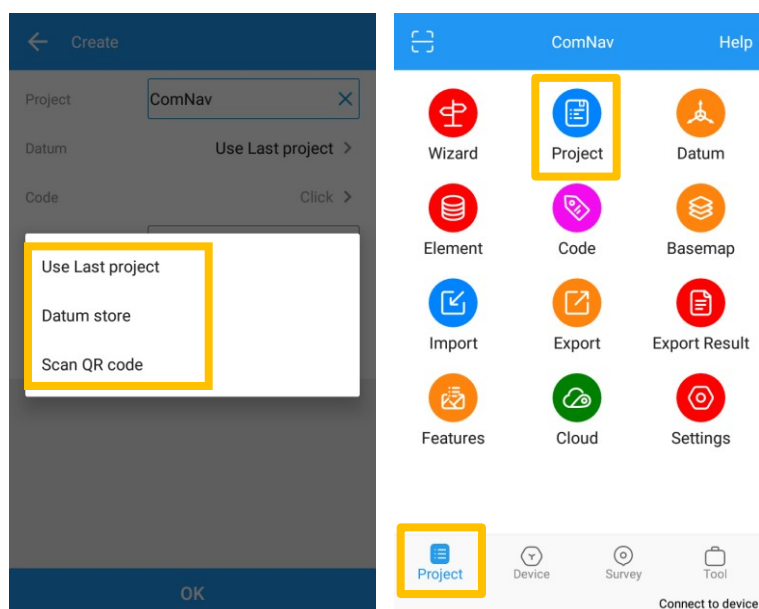 Create
Project ComNav
Datum Use Last project
Code Click
Use Last project
Datum store
Scan QR code
OK
ComNav Help
Wizard Project Datum
Element Code Basemap
Import Export Export Result
Features Cloud Settings
Project Device Survey Tool
Connect to device